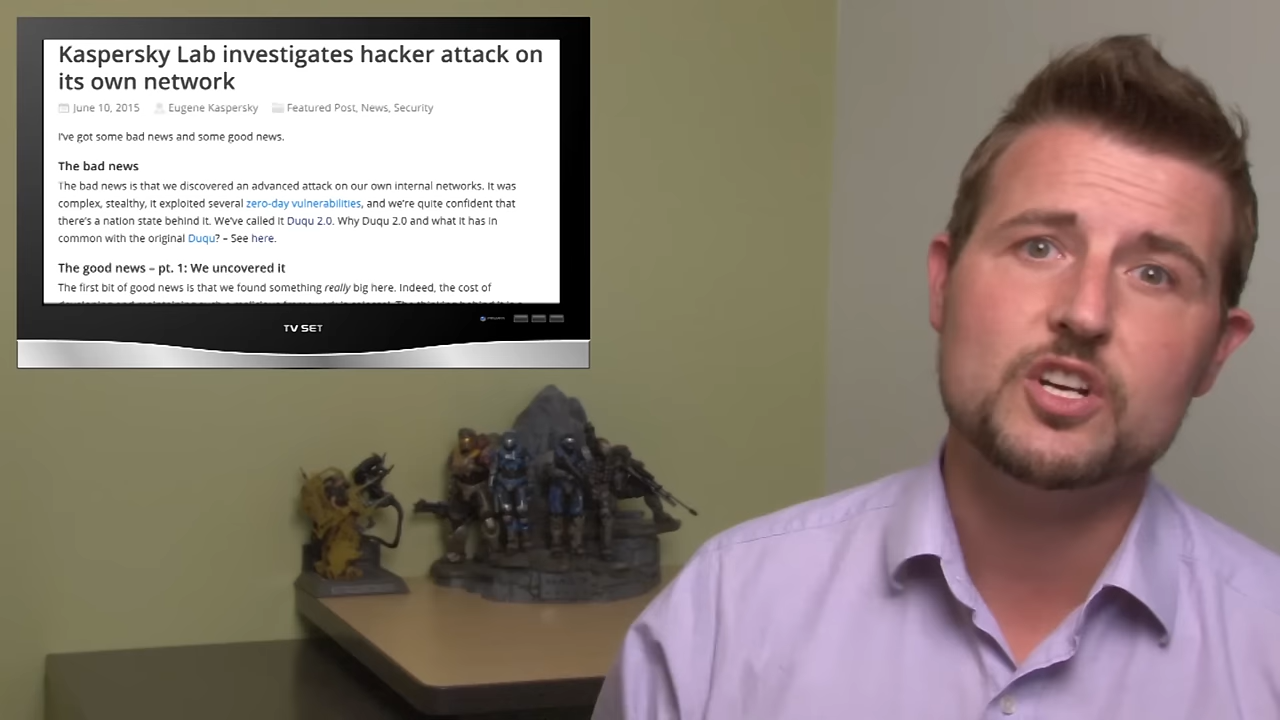 Kaspersky Lab investigates hacker attack on
its own network
June 10, 2015 Eugene Kaspersky Featured Post, News, Security
I've got some bad news and some good news.
The bad news
The bad news is that we discovered an advanced attack on our own internal networks. It was
complex, stealthy, it exploited several zero-day vulnerabilities, and we're quite confident that
there's a nation state behind it. We've called it Duqu 2.0. Why Duqu 2.0 and what it has in
common with the original Duqu? – See here.
The good news – pt. 1: We uncovered it
The first bit of good news is that we found something really big here. Indeed, the cost of
TV SET